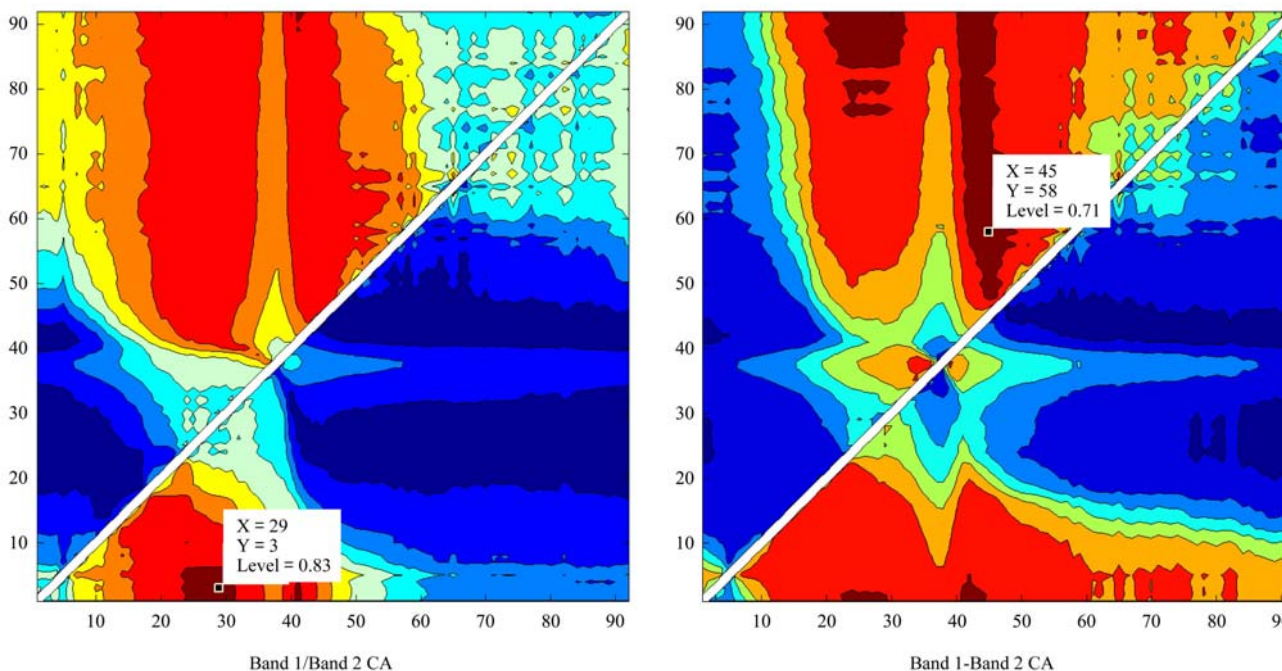 90
80
70
60
50
40
30
20
10
X = 29
Y = 3
Level = 0.83
10 20 30 40 50 60 70 80 90
Band 1/Band 2 CA
90
80
70
60
50
40
30
20
10
X = 45
Y = 58
Level = 0.71
10 20 30 40 50 60 70 80 90
Band 1-Band 2 CA